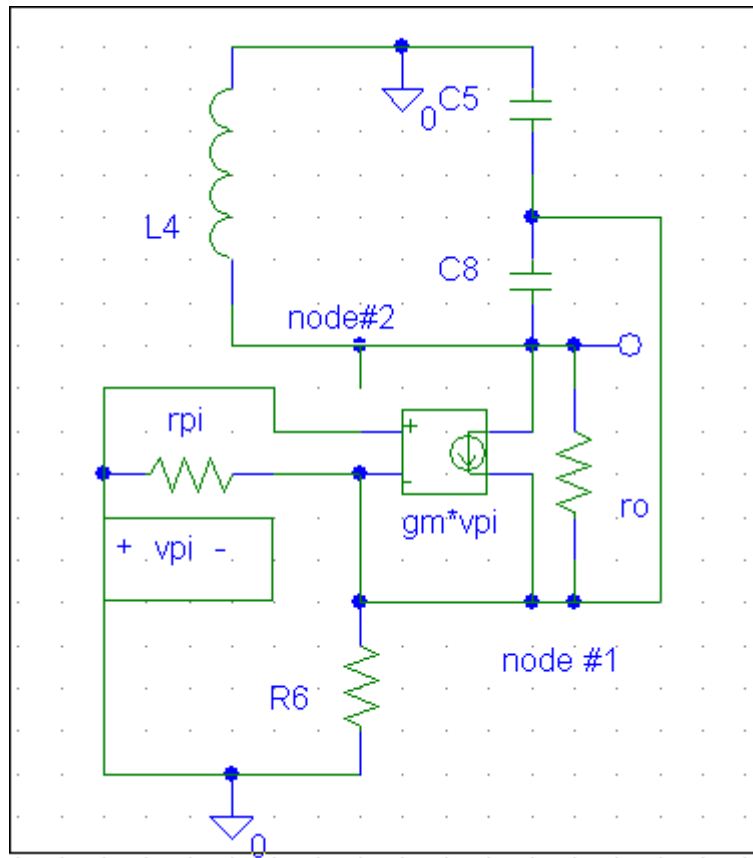 C5
0
L4
C8
node#2
rpi
+
-
gm*vpi
ro
+ vpi -
node #1
R6
0